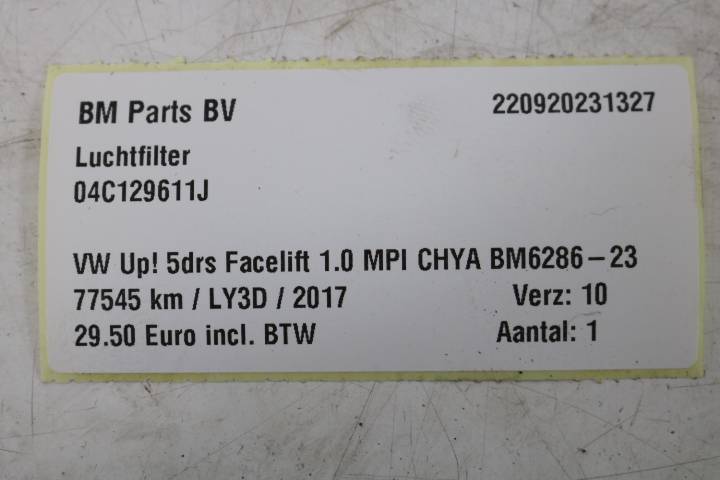 BM Parts BV 220920231327
Luchtfilter
04C129611J
VW Up! 5drs Facelift 1.0 MPI CHYA BM6286-23
77545 km / LY3D / 2017 Verz: 10
29.50 Euro incl. BTW Aantal: 1